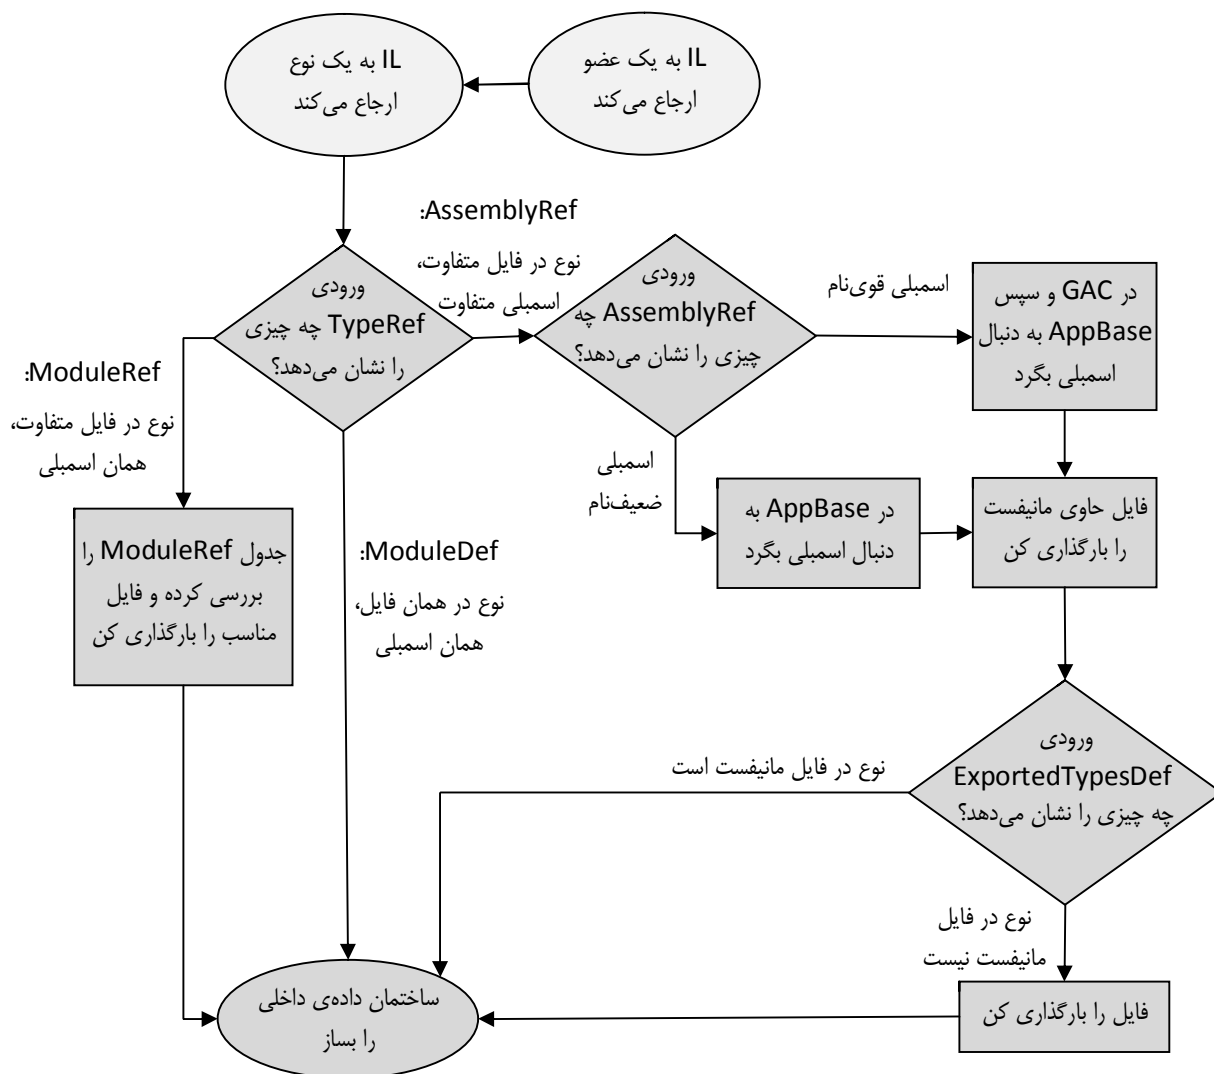 IL به یک نوع
ارجاع می‌کند
IL به یک عضو
ارجاع می‌کند
AssemblyRef:
نوع در فایل متفاوت،
اسمبلی متفاوت
ورودی
TypeRef چه چیزی
را نشان می‌دهد؟
ورودی
AssemblyRef چه
چیزی را نشان می‌دهد؟
اسمبلی قوی‌نام
در GAC و سپس
AppBase به دنبال
اسمبلی بگرد
ModuleRef:
نوع در فایل متفاوت،
همان اسمبلی
اسمبلی
ضعیف‌نام
در AppBase به
دنبال اسمبلی بگرد
فایل حاوی مانیفست
را بارگذاری کن
جدول ModuleRef را
بررسی کرده و فایل
مناسب را بارگذاری کن
ModuleDef:
نوع در همان فایل،
همان اسمبلی
ورودی
ExportedTypesDef
چه چیزی را نشان می‌دهد؟
نوع در فایل مانیفست است
نوع در فایل
مانیفست نیست
ساختمان داده‌ی داخلی
را بساز
فایل را بارگذاری کن